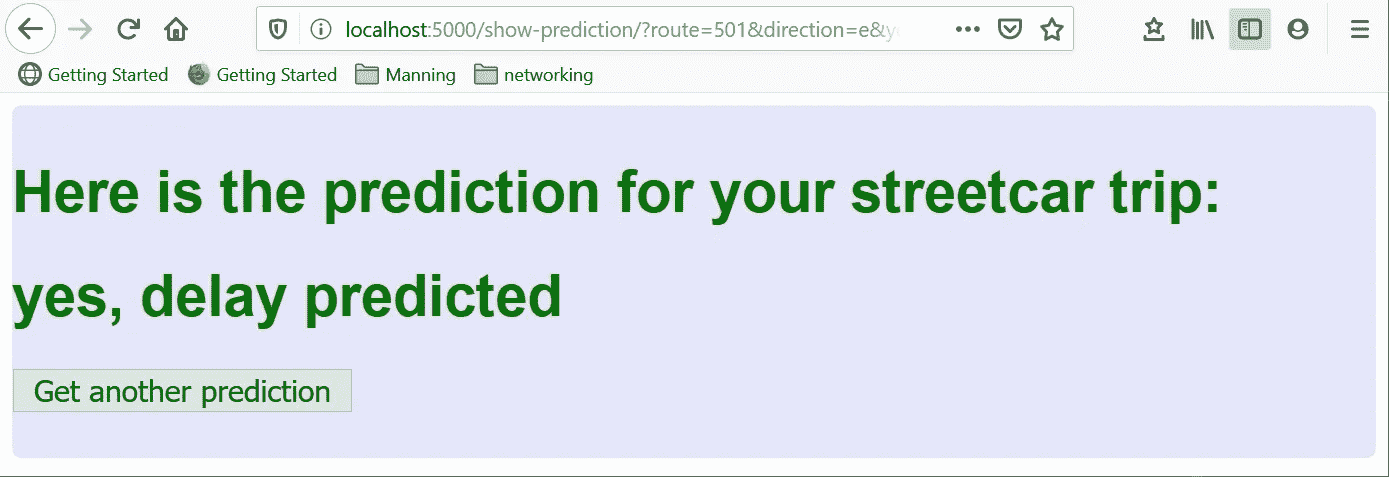 localhost:5000/show-prediction/?route=501&direction=e&y
Getting Started Getting Started Manning networking
Here is the prediction for your streetcar trip:
yes, delay predicted
Get another prediction